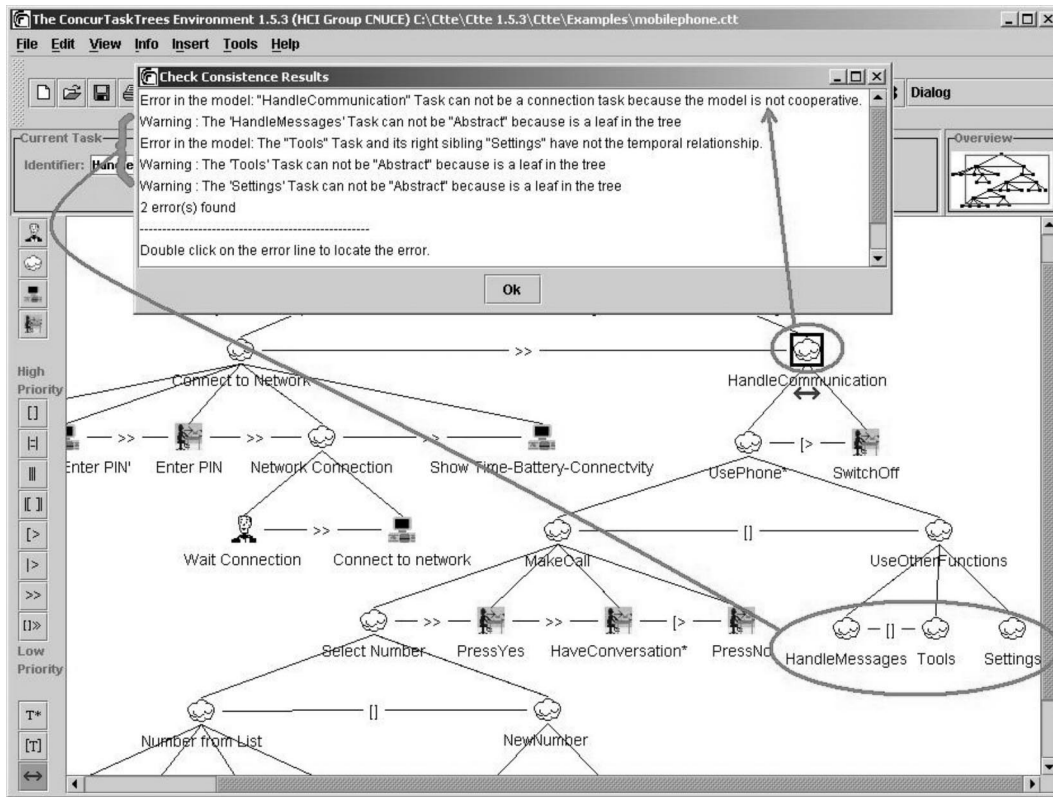 The ConcurTaskTrees Environment 1.5.3 (HCI Group CNUCE) C:\Ctte\Ctte 1.5.3\Ctte\Examples\mobilephone.ctt
File Edit View Info Insert Tools Help
Check Consistence Results
Dialog
Error in the model: "HandleCommunication" Task can not be a connection task because the model is not cooperative.
Warning : The 'HandleMessages' Task can not be "Abstract" because is a leaf in the tree
Error in the model: The "Tools" Task and its right sibling "Settings" have not the temporal relationship.
Warning : The 'Tools' Task can not be "Abstract" because is a leaf in the tree
Warning : The 'Settings' Task can not be "Abstract" because is a leaf in the tree
2 error(s) found
--------------------------------------------------
Double click on the error line to locate the error.
Ok
Current Task
Identifier: Handle
Overview
High
Priority
[]
|=|
|||
|[]|
[>
|>
>>
[]>>
Low
Priority
T*
[T]
>>
Connect to Network
HandleCommunication
>> >> >> [>
Enter PIN' Enter PIN Network Connection Show Time-Battery-Connectvity
UsePhone* SwitchOff
>> []
Wait Connection Connect to network MakeCall UseOtherFunctions
>> >> [> []
Select Number PressYes HaveConversation* PressNo
HandleMessages Tools Settings
[]
Number from List NewNumber